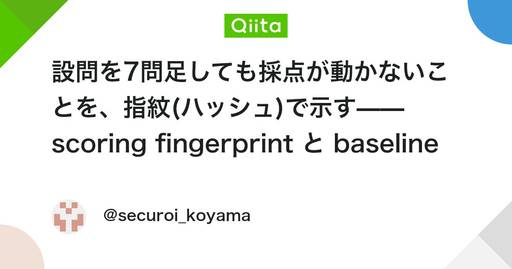 Qiita
設問を7問足しても採点が動かないこ
とを、指紋(ハッシュ)で示す——
scoring fingerprint と baseline
@securoi_koyama